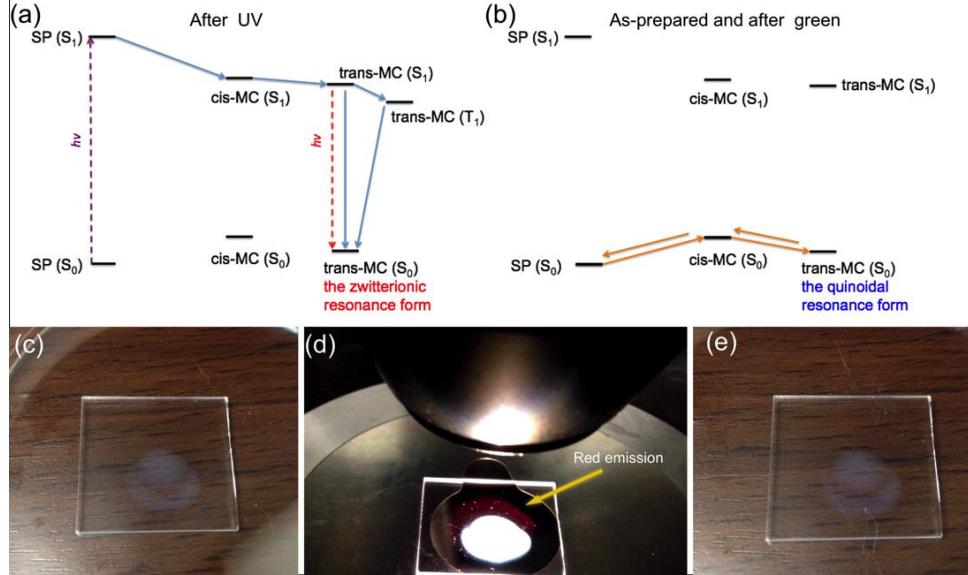 (a)
After UV
SP (S₁)
cis-MC (S₁)
trans-MC (S₁)
trans-MC (T₁)
hν
hν
SP (S₀)
cis-MC (S₀)
trans-MC (S₀)
the zwitterionic
resonance form
(b)
As-prepared and after green
SP (S₁)
cis-MC (S₁)
trans-MC (S₁)
SP (S₀)
cis-MC (S₀)
trans-MC (S₀)
the quinoidal
resonance form
(c)
(d)
Red emission
(e)